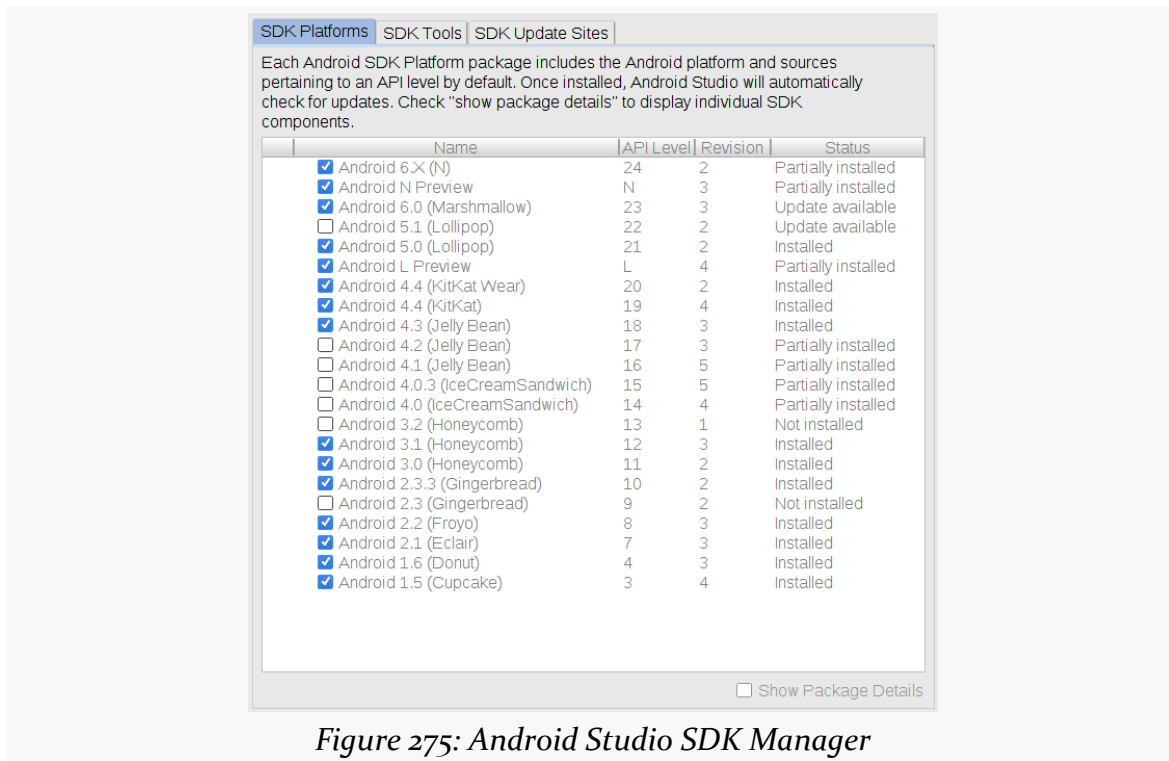 SDK Platforms SDK Tools SDK Update Sites
Each Android SDK Platform package includes the Android platform and sources
pertaining to an API level by default. Once installed, Android Studio will automatically
check for updates. Check "show package details" to display individual SDK
components.
Name API Level Revision Status
Android 6.X (N) 24 2 Partially installed
Android N Preview N 3 Partially installed
Android 6.0 (Marshmallow) 23 3 Update available
Android 5.1 (Lollipop) 22 2 Update available
Android 5.0 (Lollipop) 21 2 Installed
Android L Preview L 4 Partially installed
Android 4.4 (KitKat Wear) 20 2 Installed
Android 4.4 (KitKat) 19 4 Installed
Android 4.3 (Jelly Bean) 18 3 Installed
Android 4.2 (Jelly Bean) 17 3 Partially installed
Android 4.1 (Jelly Bean) 16 5 Partially installed
Android 4.0.3 (IceCreamSandwich) 15 5 Partially installed
Android 4.0 (IceCreamSandwich) 14 4 Partially installed
Android 3.2 (Honeycomb) 13 1 Not installed
Android 3.1 (Honeycomb) 12 3 Installed
Android 3.0 (Honeycomb) 11 2 Installed
Android 2.3.3 (Gingerbread) 10 2 Installed
Android 2.3 (Gingerbread) 9 2 Not installed
Android 2.2 (Froyo) 8 3 Installed
Android 2.1 (Eclair) 7 3 Installed
Android 1.6 (Donut) 4 3 Installed
Android 1.5 (Cupcake) 3 4 Installed
Show Package Details
Figure 275: Android Studio SDK Manager